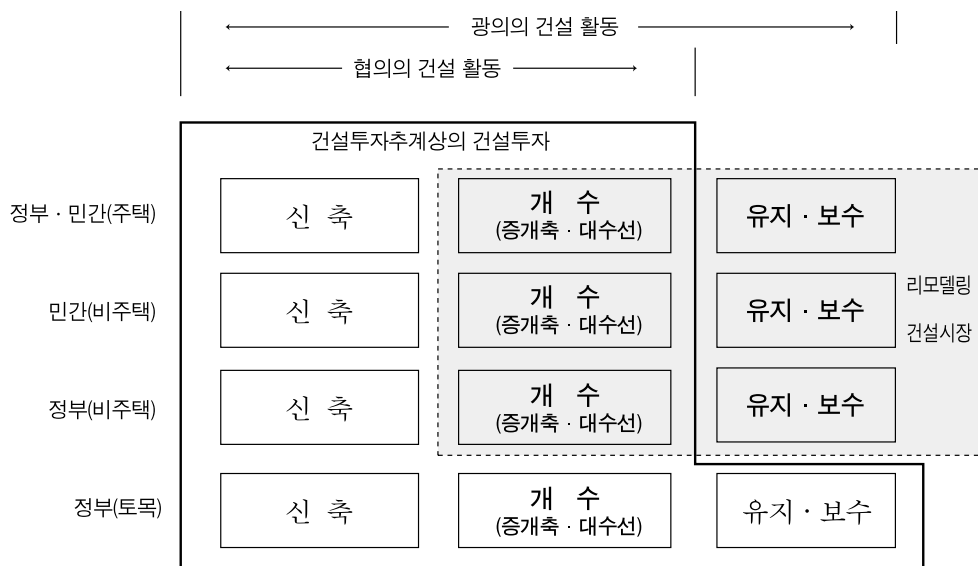 광의의 건설 활동
협의의 건설 활동
건설투자추계상의 건설투자
정부 · 민간(주택)
신 축
개 수
(증개축 · 대수선)
유지 · 보수
민간(비주택)
신 축
개 수
(증개축 · 대수선)
유지 · 보수
리모델링
건설시장
정부(비주택)
신 축
개 수
(증개축 · 대수선)
유지 · 보수
정부(토목)
신 축
개 수
(증개축 · 대수선)
유지 · 보수